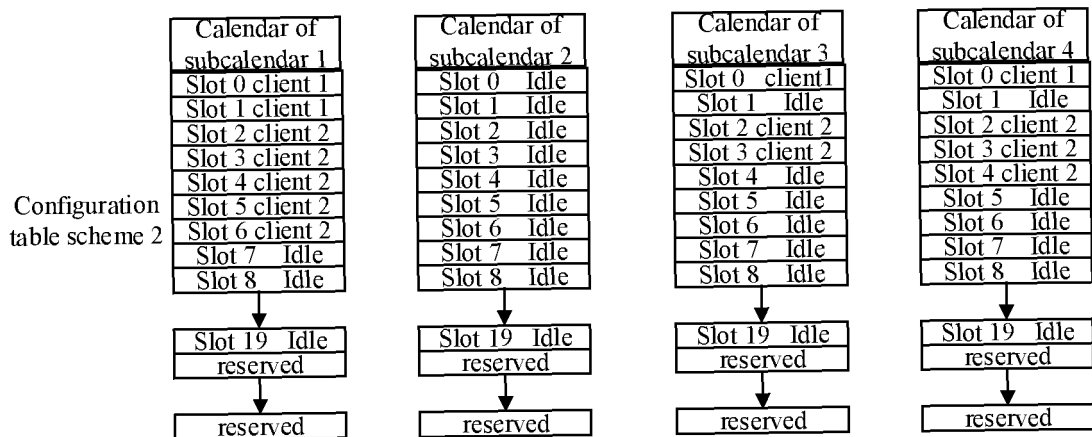 Configuration
table scheme 2
Calendar of
subcalendar 1
Slot 0 client 1
Slot 1 client 1
Slot 2 client 2
Slot 3 client 2
Slot 4 client 2
Slot 5 client 2
Slot 6 client 2
Slot 7 Idle
Slot 8 Idle
Slot 19 Idle
reserved
reserved
Calendar of
subcalendar 2
Slot 0 Idle
Slot 1 Idle
Slot 2 Idle
Slot 3 Idle
Slot 4 Idle
Slot 5 Idle
Slot 6 Idle
Slot 7 Idle
Slot 8 Idle
Slot 19 Idle
reserved
reserved
Calendar of
subcalendar 3
Slot 0 client1
Slot 1 Idle
Slot 2 client 2
Slot 3 client 2
Slot 4 Idle
Slot 5 Idle
Slot 6 Idle
Slot 7 Idle
Slot 8 Idle
Slot 19 Idle
reserved
reserved
Calendar of
subcalendar 4
Slot 0 client 1
Slot 1 Idle
Slot 2 client 2
Slot 3 client 2
Slot 4 client 2
Slot 5 Idle
Slot 6 Idle
Slot 7 Idle
Slot 8 Idle
Slot 19 Idle
reserved
reserved